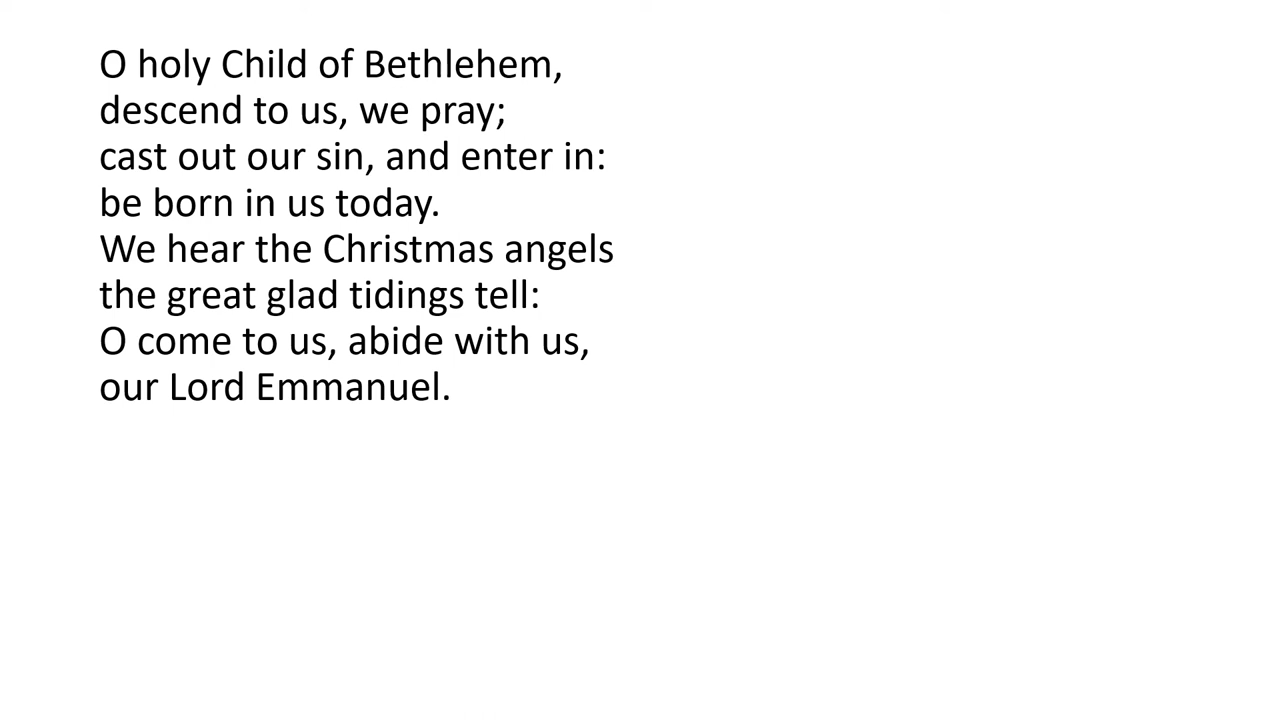 O holy Child of Bethlehem,
descend to us, we pray;
cast out our sin, and enter in:
be born in us today.
We hear the Christmas angels
the great glad tidings tell:
O come to us, abide with us,
our Lord Emmanuel.